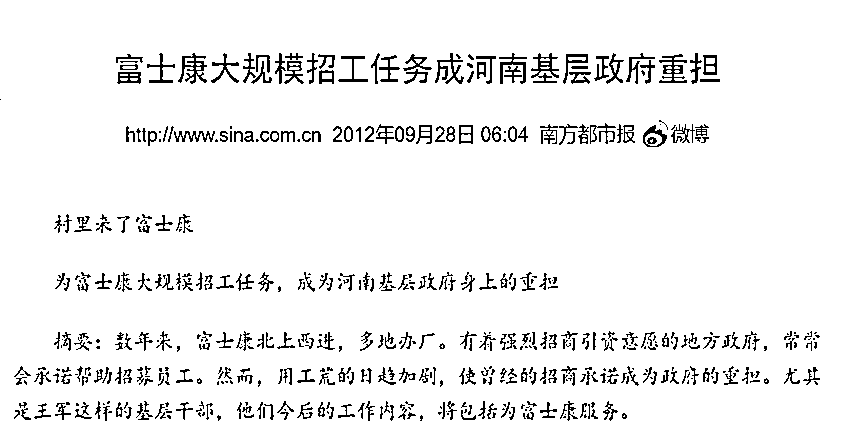 富士康大规模招工任务成河南基层政府重担
http://www.sina.com.cn 2012年09月28日 06:04 南方都市报 微博
村里来了富士康
为富士康大规模招工任务，成为河南基层政府身上的重担
摘要：数年来，富士康北上西进，多地办厂。有着强烈招商引资意愿的地方政府，常常
会承诺帮助招募员工。然而，用工荒的日趋加剧，使曾经的招商承诺成为政府的重担。尤其
是王军这样的基层干部，他们今后的工作内容，将包括为富士康服务。